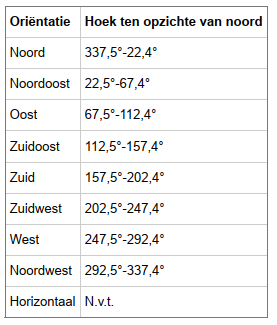 Oriëntatie Hoek ten opzichte van noord
Noord 337,5°-22,4°
Noordoost 22,5°-67,4°
Oost 67,5°-112,4°
Zuidoost 112,5°-157,4°
Zuid 157,5°-202,4°
Zuidwest 202,5°-247,4°
West 247,5°-292,4°
Noordwest 292,5°-337,4°
Horizontaal N.v.t.